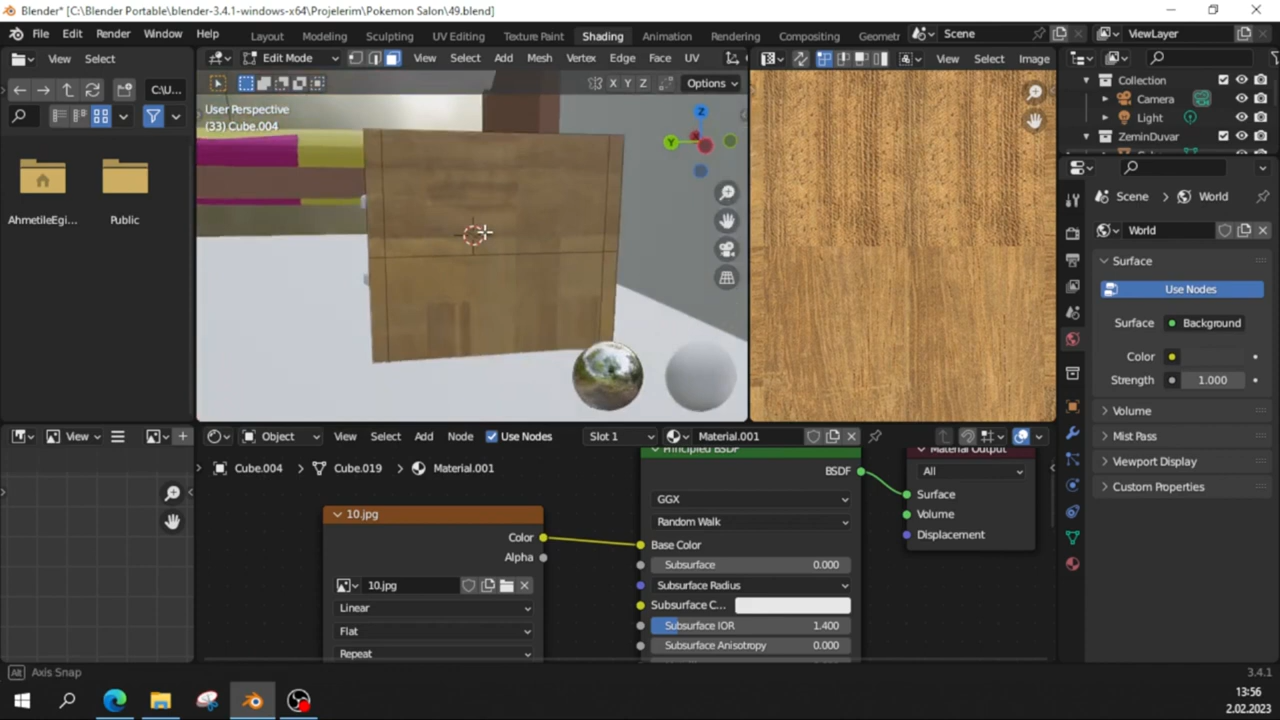 Blender* [C:\Blender Portable\blender-3.4.1-windows-x64\Projelerim\Pokemon Salon\49.blend]
File Edit Render Window Help Layout Modeling Sculpting UV Editing Texture Paint Shading Animation Rendering Compositing Geometr Scene ViewLayer
View Select Edit Mode View Select Add Mesh Vertex Edge Face UV View Select Image
C:\U... X Y Z Options
User Perspective
(33) Cube.004
Z
Y
X
AhmetileEgi...
Public
Collection
Camera
Light
ZeminDuvar
Scene World
World
Surface
Use Nodes
Surface Background
Color
Strength 1.000
Volume
Mist Pass
Viewport Display
Custom Properties
View Object View Select Add Node Use Nodes Slot 1 Material.001
Cube.004 Cube.019 Material.001
Principled BSDF
BSDF
GGX
Random Walk
Base Color
Subsurface 0.000
Subsurface Radius
Subsurface C...
Subsurface IOR 1.400
Subsurface Anisotropy 0.000
Material Output
All
Surface
Volume
Displacement
10.jpg
Color
Alpha
10.jpg
Linear
Flat
Repeat
Alt Axis Snap 3.4.1
13:56
2.02.2023